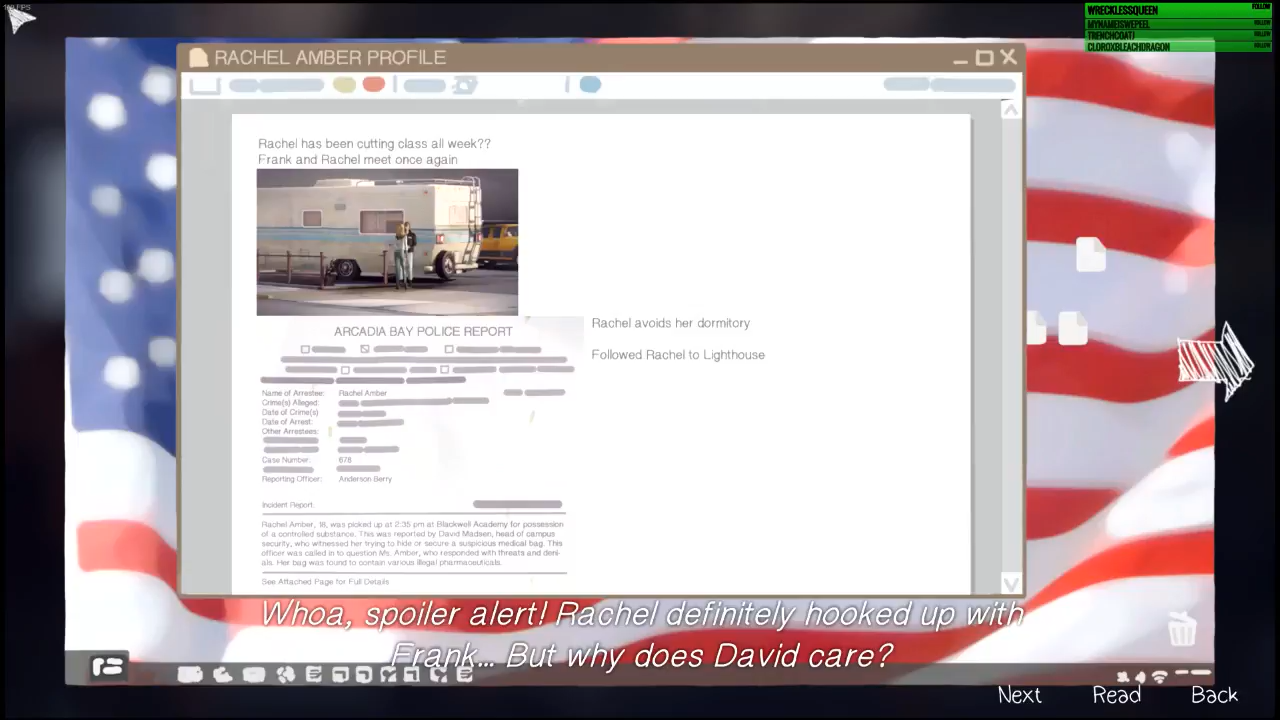 162 FPS
WRECKLESSQUEEN FOLLOW
MYNAMEISWEPEEL FOLLOW
TRENCHCOATJ FOLLOW
CLOROXBLEACHDRAGON FOLLOW
RACHEL AMBER PROFILE
Rachel has been cutting class all week??
Frank and Rachel meet once again
ARCADIA BAY POLICE REPORT
Rachel avoids her dormitory
Followed Rachel to Lighthouse
Name of Arrestee: Rachel Amber
Crime(s) Alleged:
Date of Crime(s)
Date of Arrest:
Other Arrestees:
Case Number: 678
Reporting Officer: Anderson Berry
Incident Report:
Rachel Amber, 18, was picked up at 2:35 pm at Blackwell Academy for possession
of a controlled substance. This was reported by David Madsen, head of campus
security, who witnessed her trying to hide or secure a suspicious medical bag. This
officer was called in to question Ms. Amber, who responded with threats and deni-
als. Her bag was found to contain various illegal pharmaceuticals.
See Attached Page for Full Details
Whoa, spoiler alert! Rachel definitely hooked up with
Frank... But why does David care?
Next Read Back